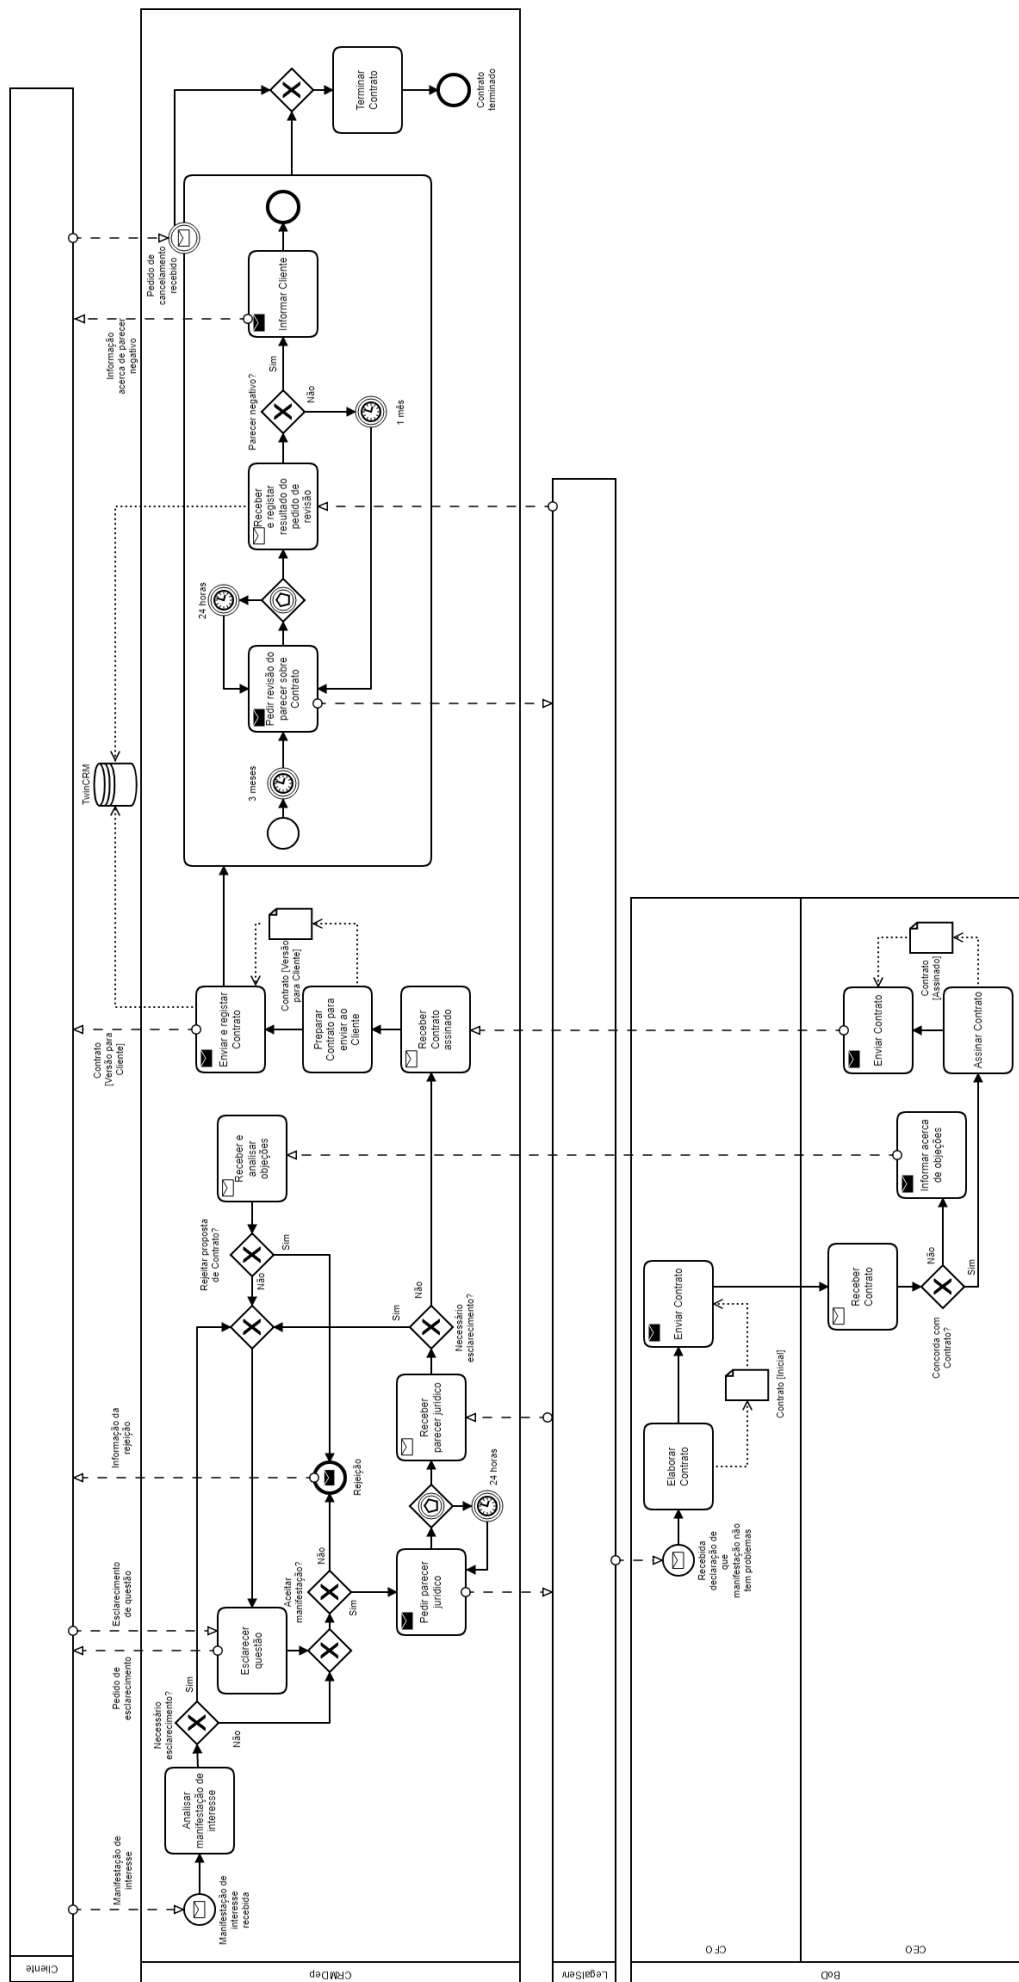 Cliente
Manifestação de
interesse
Pedido de
esclarecimento
Esclarecimento
de questão
Informação da
rejeição
Contrato
[Versão para
Cliente]
TwinCRM
Informação
acerca de parecer
negativo
Pedido de
cancelamento
recebido
CRMDep
Manifestação de
interesse
recebida
Analisar
manifestação de
interesse
Necessário
esclarecimento?
Sim
Não
Esclarecer
questão
Aceitar
manifestação?
Não
Sim
Rejeição
Pedir parecer
jurídico
24 horas
Receber
parecer jurídico
Necessário
esclarecimento?
Sim
Não
Rejeitar proposta
de Contrato?
Não
Sim
Receber e
analisar
objeções
Receber
Contrato
assinado
Preparar
Contrato para
enviar ao
Cliente
Contrato [Versão
para Cliente]
Enviar e registar
Contrato
3 meses
Pedir revisão do
parecer sobre
Contrato
24 horas
Receber
e registar
resultado do
pedido de
revisão
Parecer negativo?
Sim
Não
1 mês
Informar Cliente
Terminar
Contrato
Contrato
terminado
LegalServ
BoD
CFO
Recebida
declaração de
que
manifestação não
tem problemas
Elaborar
Contrato
Contrato [Inicial]
Enviar Contrato
CEO
Receber
Contrato
Concorda com
Contrato?
Não
Sim
Informar acerca
de objeções
Assinar Contrato
Contrato
[Assinado]
Enviar Contrato